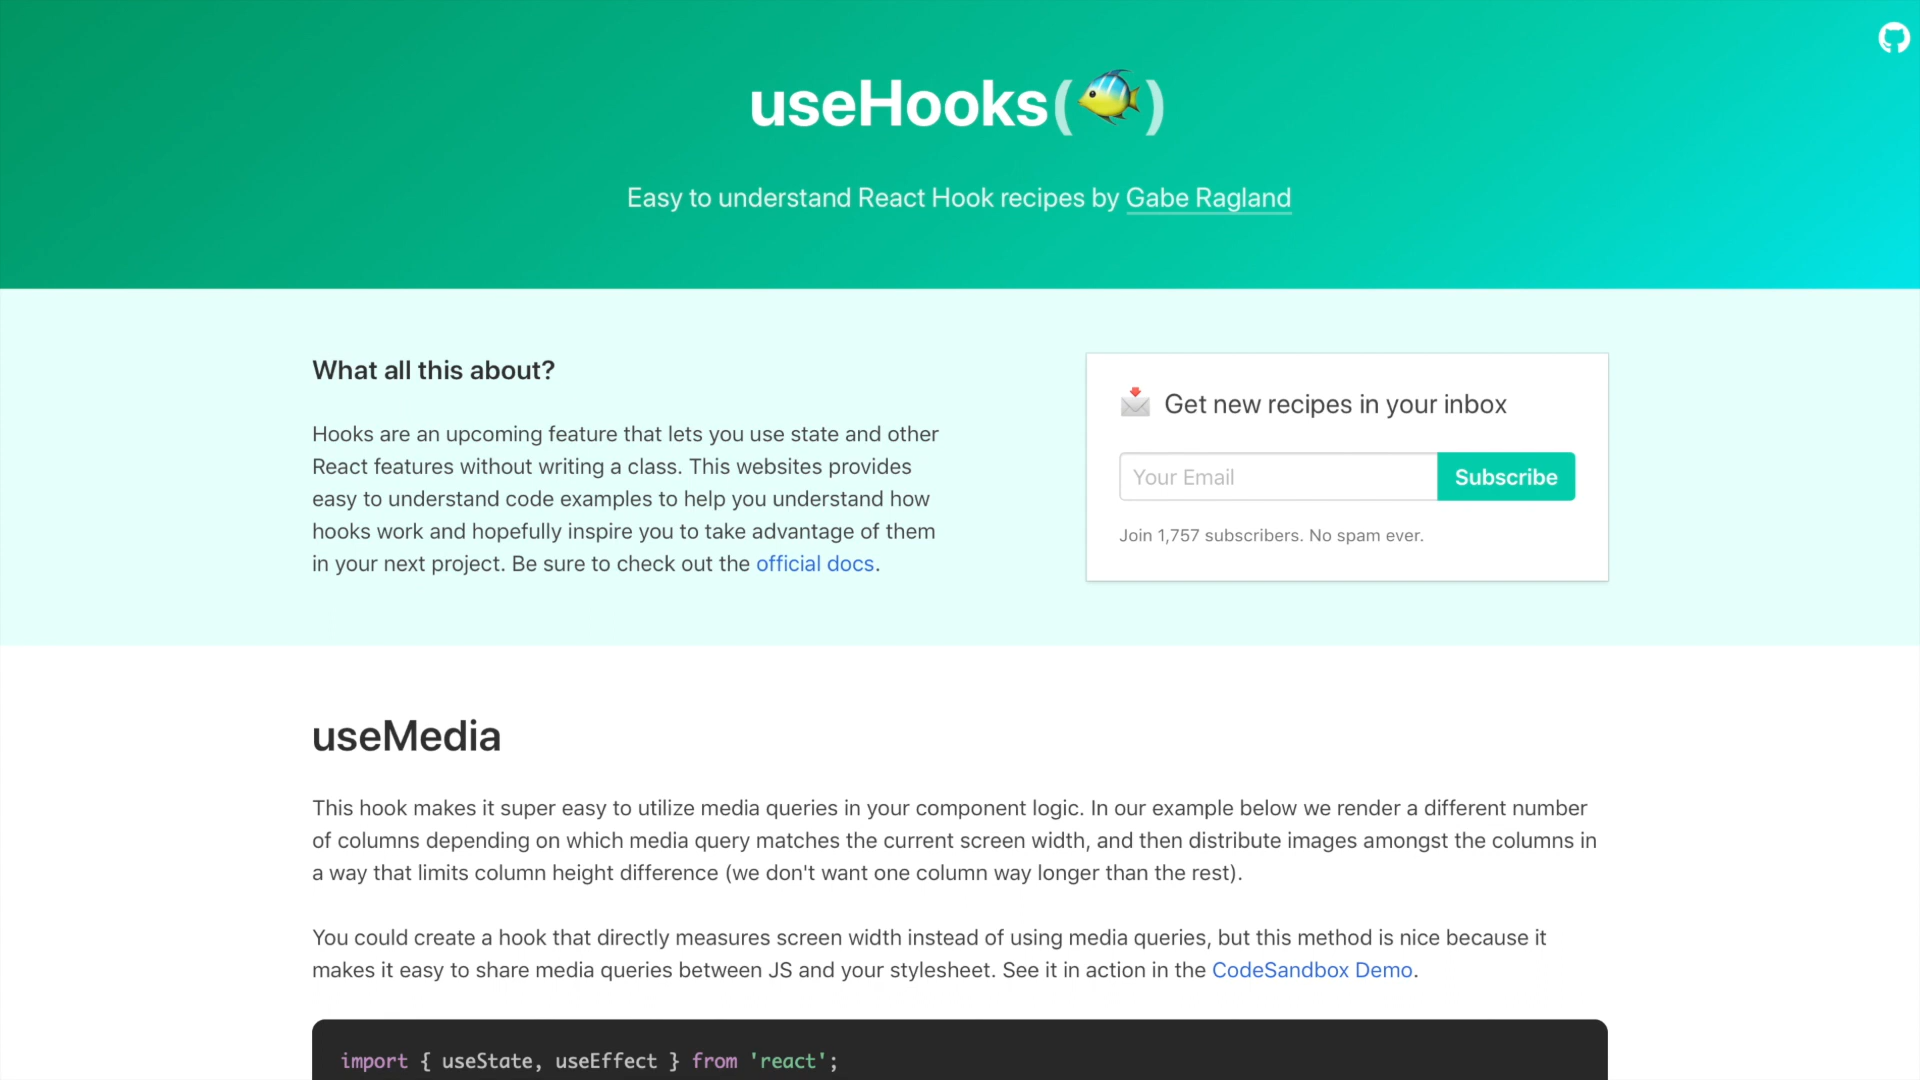 useHooks(🐠)
Easy to understand React Hook recipes by Gabe Ragland
What all this about?
Hooks are an upcoming feature that lets you use state and other
React features without writing a class. This websites provides
easy to understand code examples to help you understand how
hooks work and hopefully inspire you to take advantage of them
in your next project. Be sure to check out the official docs.
📩 Get new recipes in your inbox
Your Email
Subscribe
Join 1,757 subscribers. No spam ever.
useMedia
This hook makes it super easy to utilize media queries in your component logic. In our example below we render a different number
of columns depending on which media query matches the current screen width, and then distribute images amongst the columns in
a way that limits column height difference (we don't want one column way longer than the rest).
You could create a hook that directly measures screen width instead of using media queries, but this method is nice because it
makes it easy to share media queries between JS and your stylesheet. See it in action in the CodeSandbox Demo.
import { useState, useEffect } from 'react';